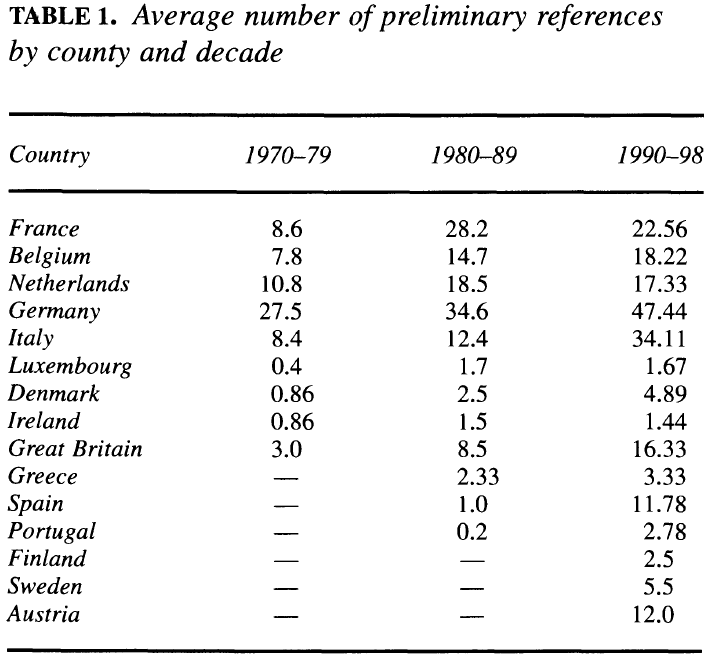 TABLE 1. Average number of preliminary references
by county and decade
Country 1970–79 1980–89 1990–98
France 8.6 28.2 22.56
Belgium 7.8 14.7 18.22
Netherlands 10.8 18.5 17.33
Germany 27.5 34.6 47.44
Italy 8.4 12.4 34.11
Luxembourg 0.4 1.7 1.67
Denmark 0.86 2.5 4.89
Ireland 0.86 1.5 1.44
Great Britain 3.0 8.5 16.33
Greece — 2.33 3.33
Spain — 1.0 11.78
Portugal — 0.2 2.78
Finland — — 2.5
Sweden — — 5.5
Austria — — 12.0